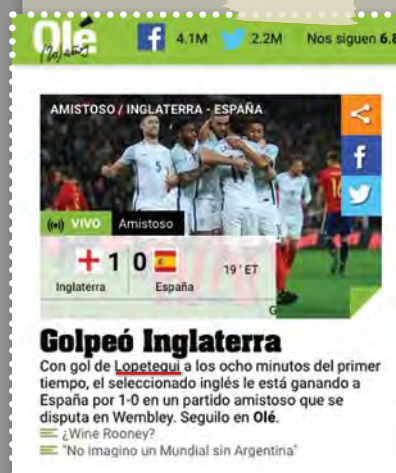 Olé
(20) años
4.1M 2.2M Nos siguen 6.8
AMISTOSO / INGLATERRA - ESPAÑA
VIVO Amistoso
1 0 19' ET
Inglaterra España
G
Golpeó Inglaterra
Con gol de Lopetegui a los ocho minutos del primer
tiempo, el seleccionado inglés le está ganando a
España por 1-0 en un partido amistoso que se
disputa en Wembley. Seguilo en Olé.
¿Wine Rooney?
"No imagino un Mundial sin Argentina"